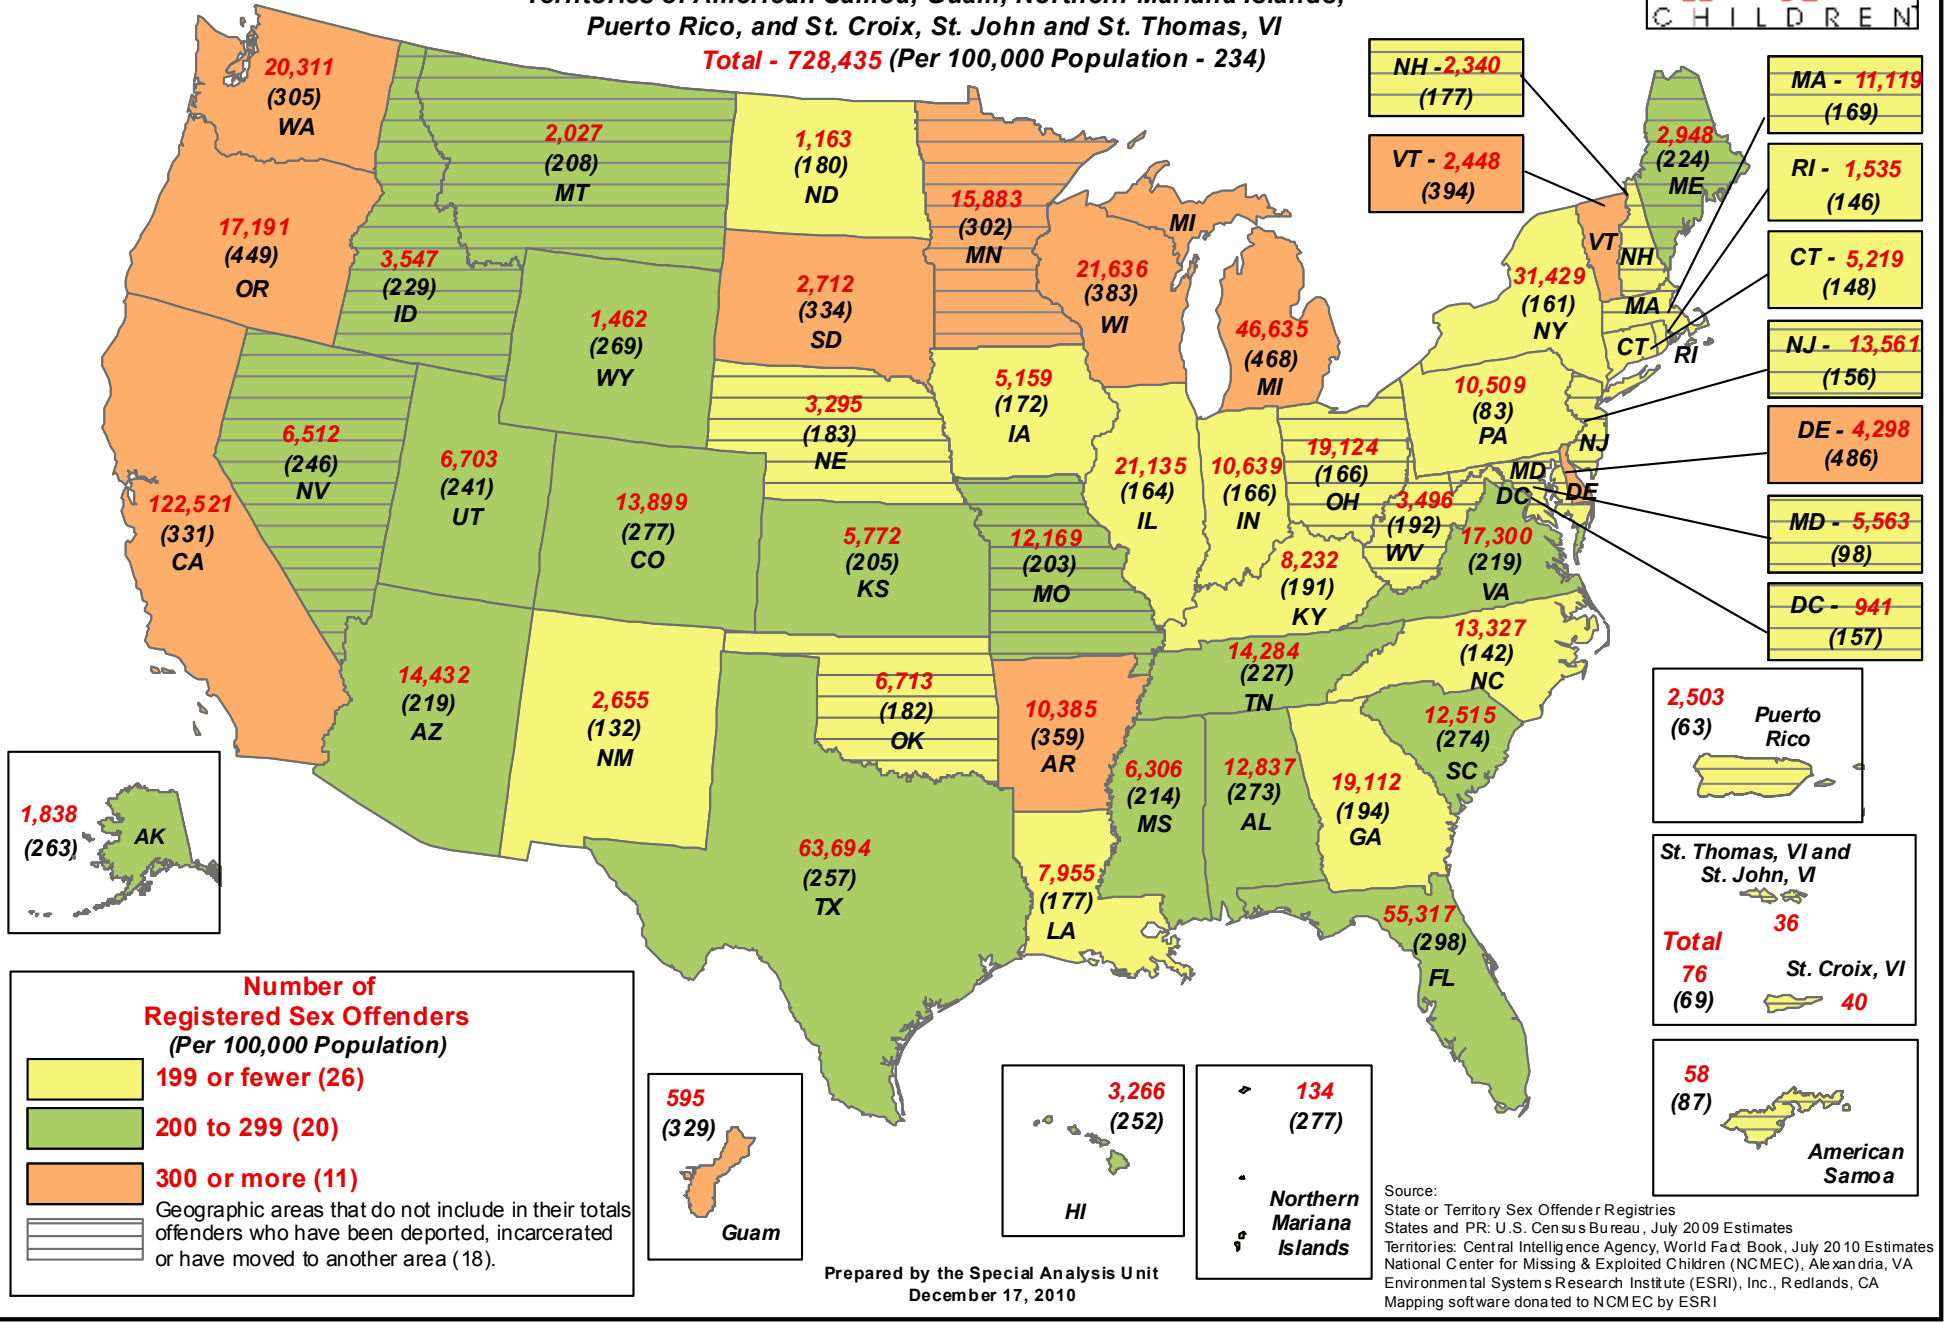 Territories of American Samoa, Guam, Northern Mariana Islands,
Puerto Rico, and St. Croix, St. John and St. Thomas, VI
Total - 728,435 (Per 100,000 Population - 234)
CHILDREN
20,311
(305)
WA
17,191
(449)
OR
122,521
(331)
CA
3,547
(229)
ID
6,512
(246)
NV
2,027
(208)
MT
1,462
(269)
WY
6,703
(241)
UT
13,899
(277)
CO
14,432
(219)
AZ
2,655
(132)
NM
1,163
(180)
ND
2,712
(334)
SD
3,295
(183)
NE
5,772
(205)
KS
6,713
(182)
OK
63,694
(257)
TX
15,883
(302)
MN
5,159
(172)
IA
12,169
(203)
MO
10,385
(359)
AR
7,955
(177)
LA
21,636
(383)
WI
21,135
(164)
IL
MI
46,635
(468)
MI
10,639
(166)
IN
19,124
(166)
OH
8,232
(191)
KY
14,284
(227)
TN
6,306
(214)
MS
12,837
(273)
AL
19,112
(194)
GA
55,317
(298)
FL
12,515
(274)
SC
13,327
(142)
NC
17,300
(219)
VA
3,496
(192)
WV
10,509
(83)
PA
31,429
(161)
NY
2,948
(224)
ME
VT
NH
MA
CT
RI
NJ
MD
DE
DC
NH - 2,340
(177)
VT - 2,448
(394)
MA - 11,119
(169)
RI - 1,535
(146)
CT - 5,219
(148)
NJ - 13,561
(156)
DE - 4,298
(486)
MD - 5,563
(98)
DC - 941
(157)
2,503
(63)
Puerto
Rico
St. Thomas, VI and
St. John, VI
36
Total
76
(69)
St. Croix, VI
40
58
(87)
American
Samoa
1,838
(263)
AK
Number of
Registered Sex Offenders
(Per 100,000 Population)
199 or fewer (26)
200 to 299 (20)
300 or more (11)
Geographic areas that do not include in their totals
offenders who have been deported, incarcerated
or have moved to another area (18).
595
(329)
Guam
3,266
(252)
HI
134
(277)
Northern
Mariana
Islands
Prepared by the Special Analysis Unit
December 17, 2010
Source:
State or Territory Sex Offender Registries
States and PR: U.S. Census Bureau, July 2009 Estimates
Territories: Central Intelligence Agency, World Fact Book, July 2010 Estimates
National Center for Missing & Exploited Children (NCMEC), Alexandria, VA
Environmental Systems Research Institute (ESRI), Inc., Redlands, CA
Mapping software donated to NCMEC by ESRI